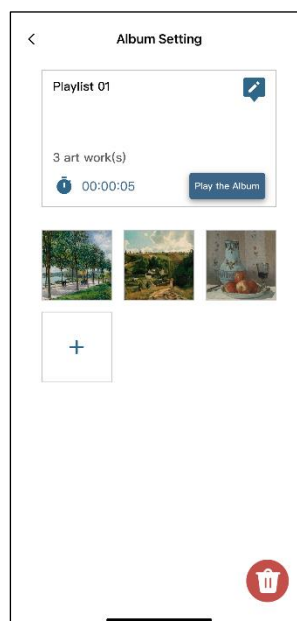 Album Setting
Playlist 01
3 art work(s)
00:00:05
Play the Album